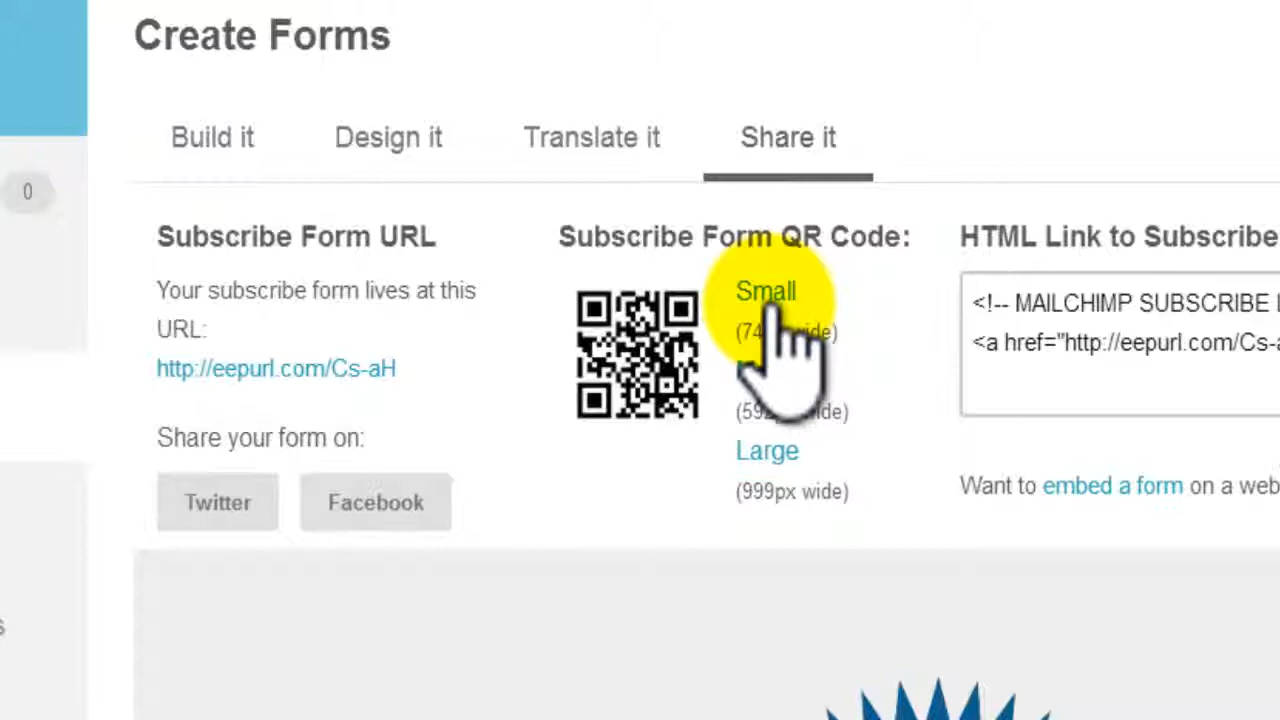 Create Forms
Build it
Design it
Translate it
Share it
0
Subscribe Form URL
Your subscribe form lives at this
URL:
http://eepurl.com/Cs-aH
Share your form on:
Twitter
Facebook
Subscribe Form QR Code:
Small
Large
(999px wide)
HTML Link to Subscribe
<!-- MAILCHIMP SUBSCRIBE
<a href="http://eepurl.com/Cs-a
Want to embed a form on a web